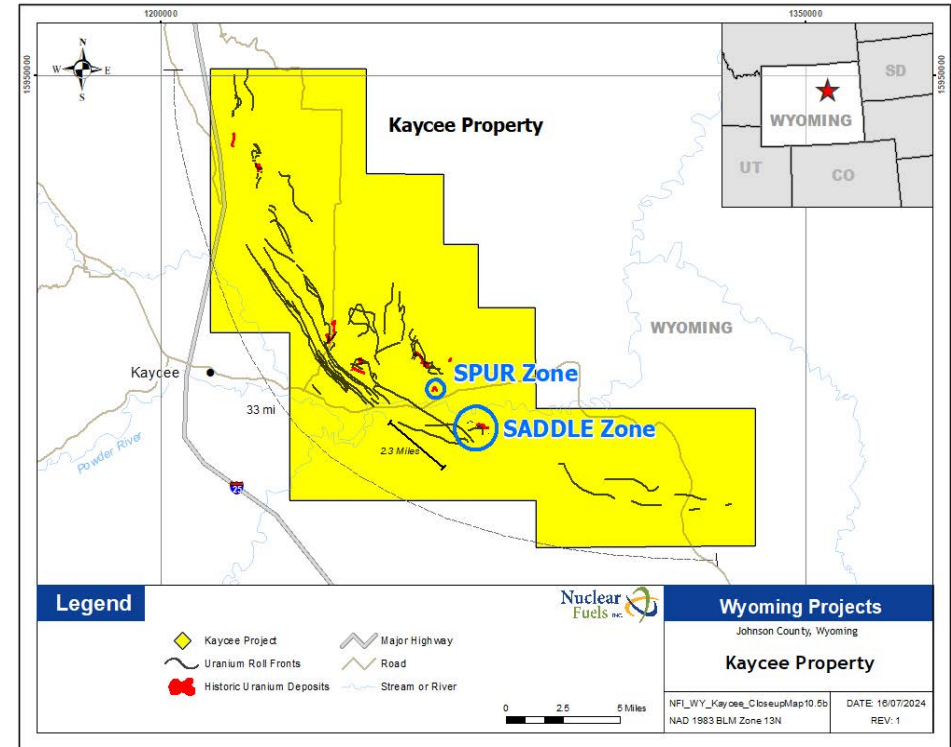 1200000
1350000
15950000
15950000
N
W E
S
Kaycee Property
SD
WYOMING
UT
CO
WYOMING
Kaycee
SPUR Zone
33 mi
SADDLE Zone
2.3 Miles
Powder River
25
Legend
Nuclear
Fuels INC.
Kaycee Project
Major Highway
Uranium Roll Fronts
Road
Historic Uranium Deposits
Stream or River
0 2.5 5 Miles
Wyoming Projects
Johnson County, Wyoming
Kaycee Property
NFI_WY_Kaycee_CloseupMap10.5b
DATE: 16/07/2024
NAD 1983 BLM Zone 13N
REV: 1